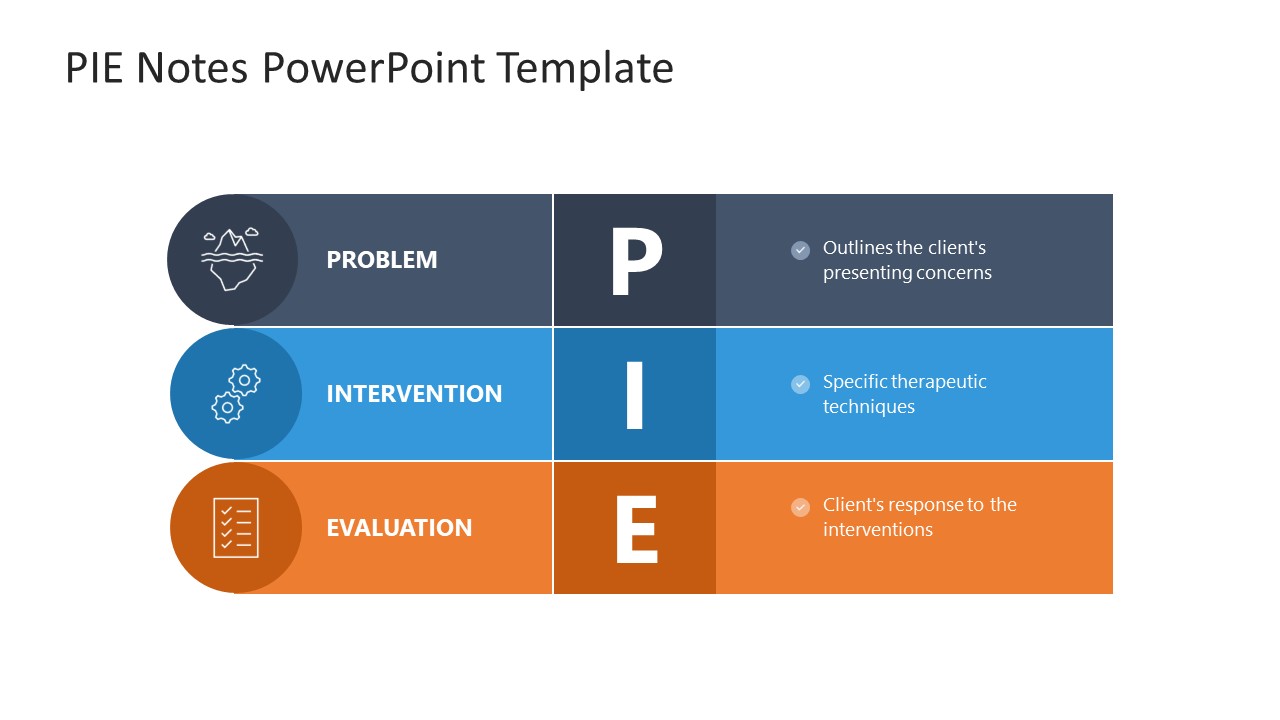 PIE Notes PowerPoint Template
PROBLEM
P
Outlines the client's
presenting concerns
INTERVENTION
I
Specific therapeutic
techniques
EVALUATION
E
Client's response to the
interventions